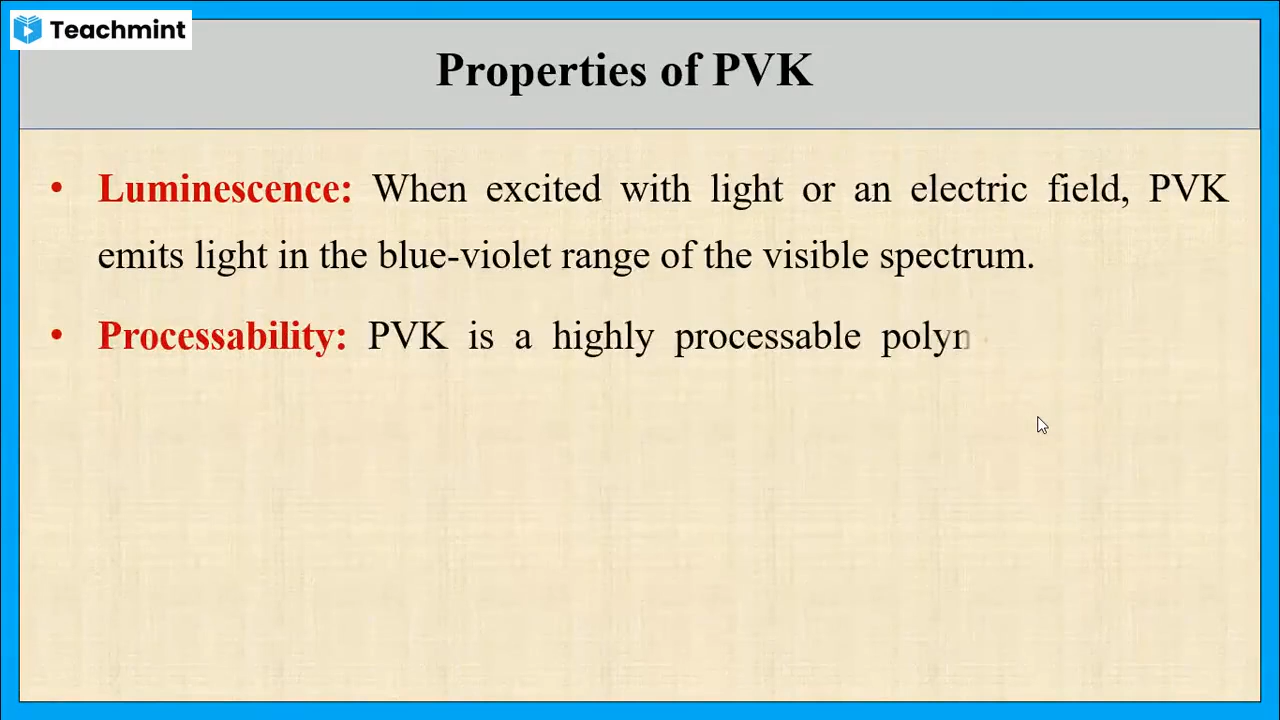 Teachmint
Properties of PVK
• Luminescence: When excited with light or an electric field, PVK
emits light in the blue-violet range of the visible spectrum.
• Processability: PVK is a highly processable